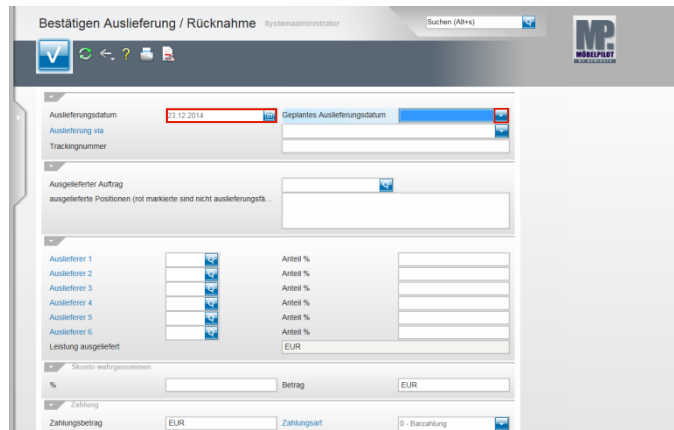 Bestätigen Auslieferung / Rücknahme Systemadministrator Suchen (Alt+s)
MP
MÖBELPILOT
Auslieferungsdatum 23.12.2014 Geplantes Auslieferungsdatum
Auslieferung via
Trackingnummer
Ausgelieferter Auftrag
ausgelieferte Positionen (rot markierte sind nicht auslieferungsfä...
Auslieferer 1 Anteil %
Auslieferer 2 Anteil %
Auslieferer 3 Anteil %
Auslieferer 4 Anteil %
Auslieferer 5 Anteil %
Auslieferer 6 Anteil %
Leistung ausgeliefert EUR
Skonto wahrgenommen
% Betrag EUR
Zahlung
Zahlungsbetrag EUR Zahlungsart 0 - Barzahlung